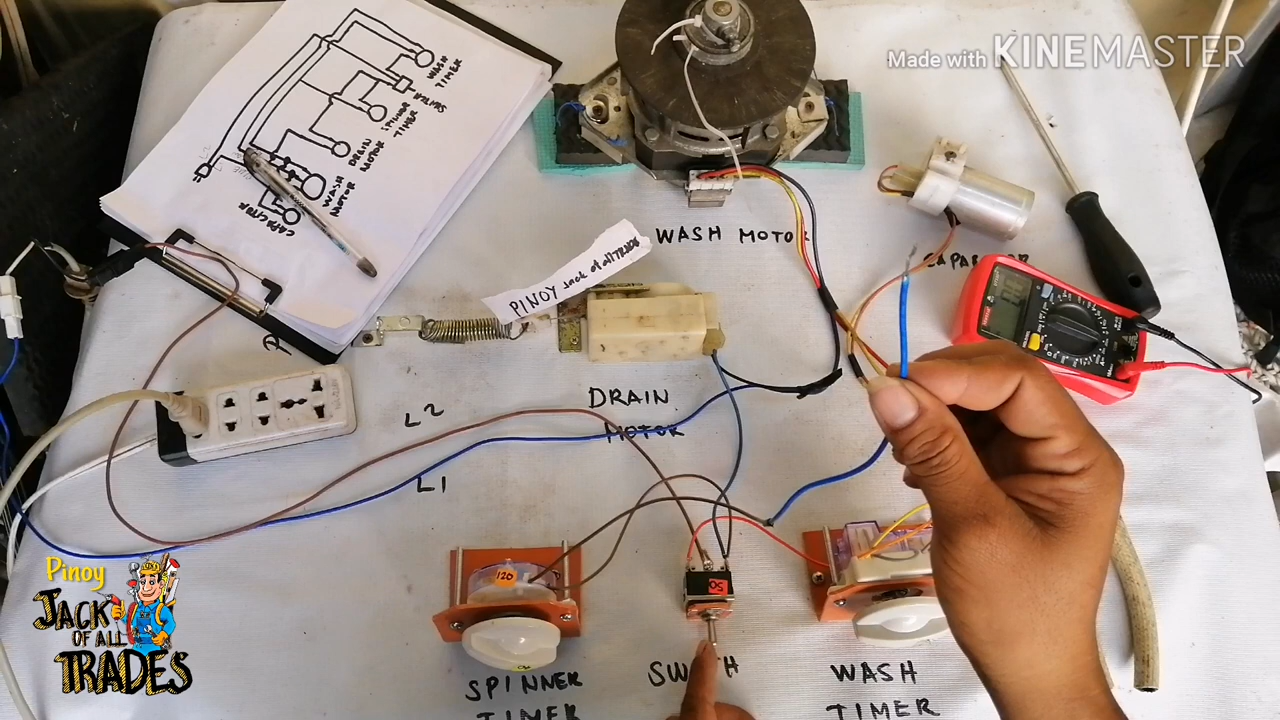 Made with KINEMASTER
WASH
TIMER
SPINNER
TIMER
DRAIN
MOTOR
WASH
MOTOR
CAPACITOR
WASH MOTOR
CAPACITOR
PINOY Jack of all TRADES
DRAIN
MOTOR
L2
L1
120
SPINNER
TIMER
WASH
TIMER
Pinoy
JACK
OF ALL
TRADES